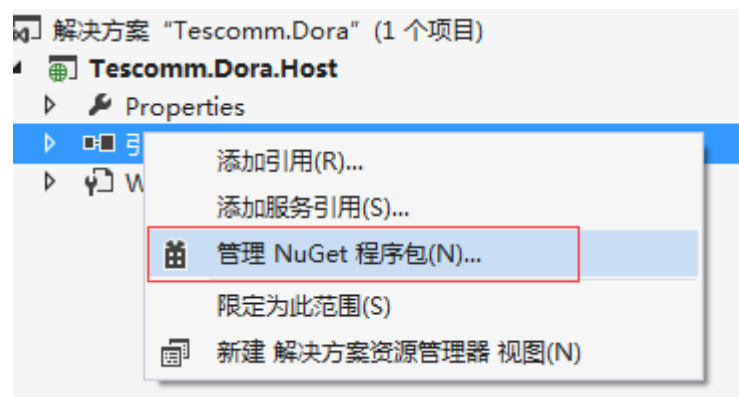 解决方案 "Tescomm.Dora" (1 个项目)
Tescomm.Dora.Host
Properties
引
添加引用(R)...
添加服务引用(S)...
管理 NuGet 程序包(N)...
限定为此范围(S)
新建 解决方案资源管理器 视图(N)